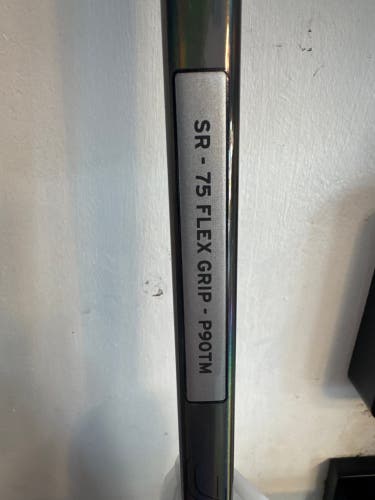 SR - 75 FLEX GRIP - P90TM